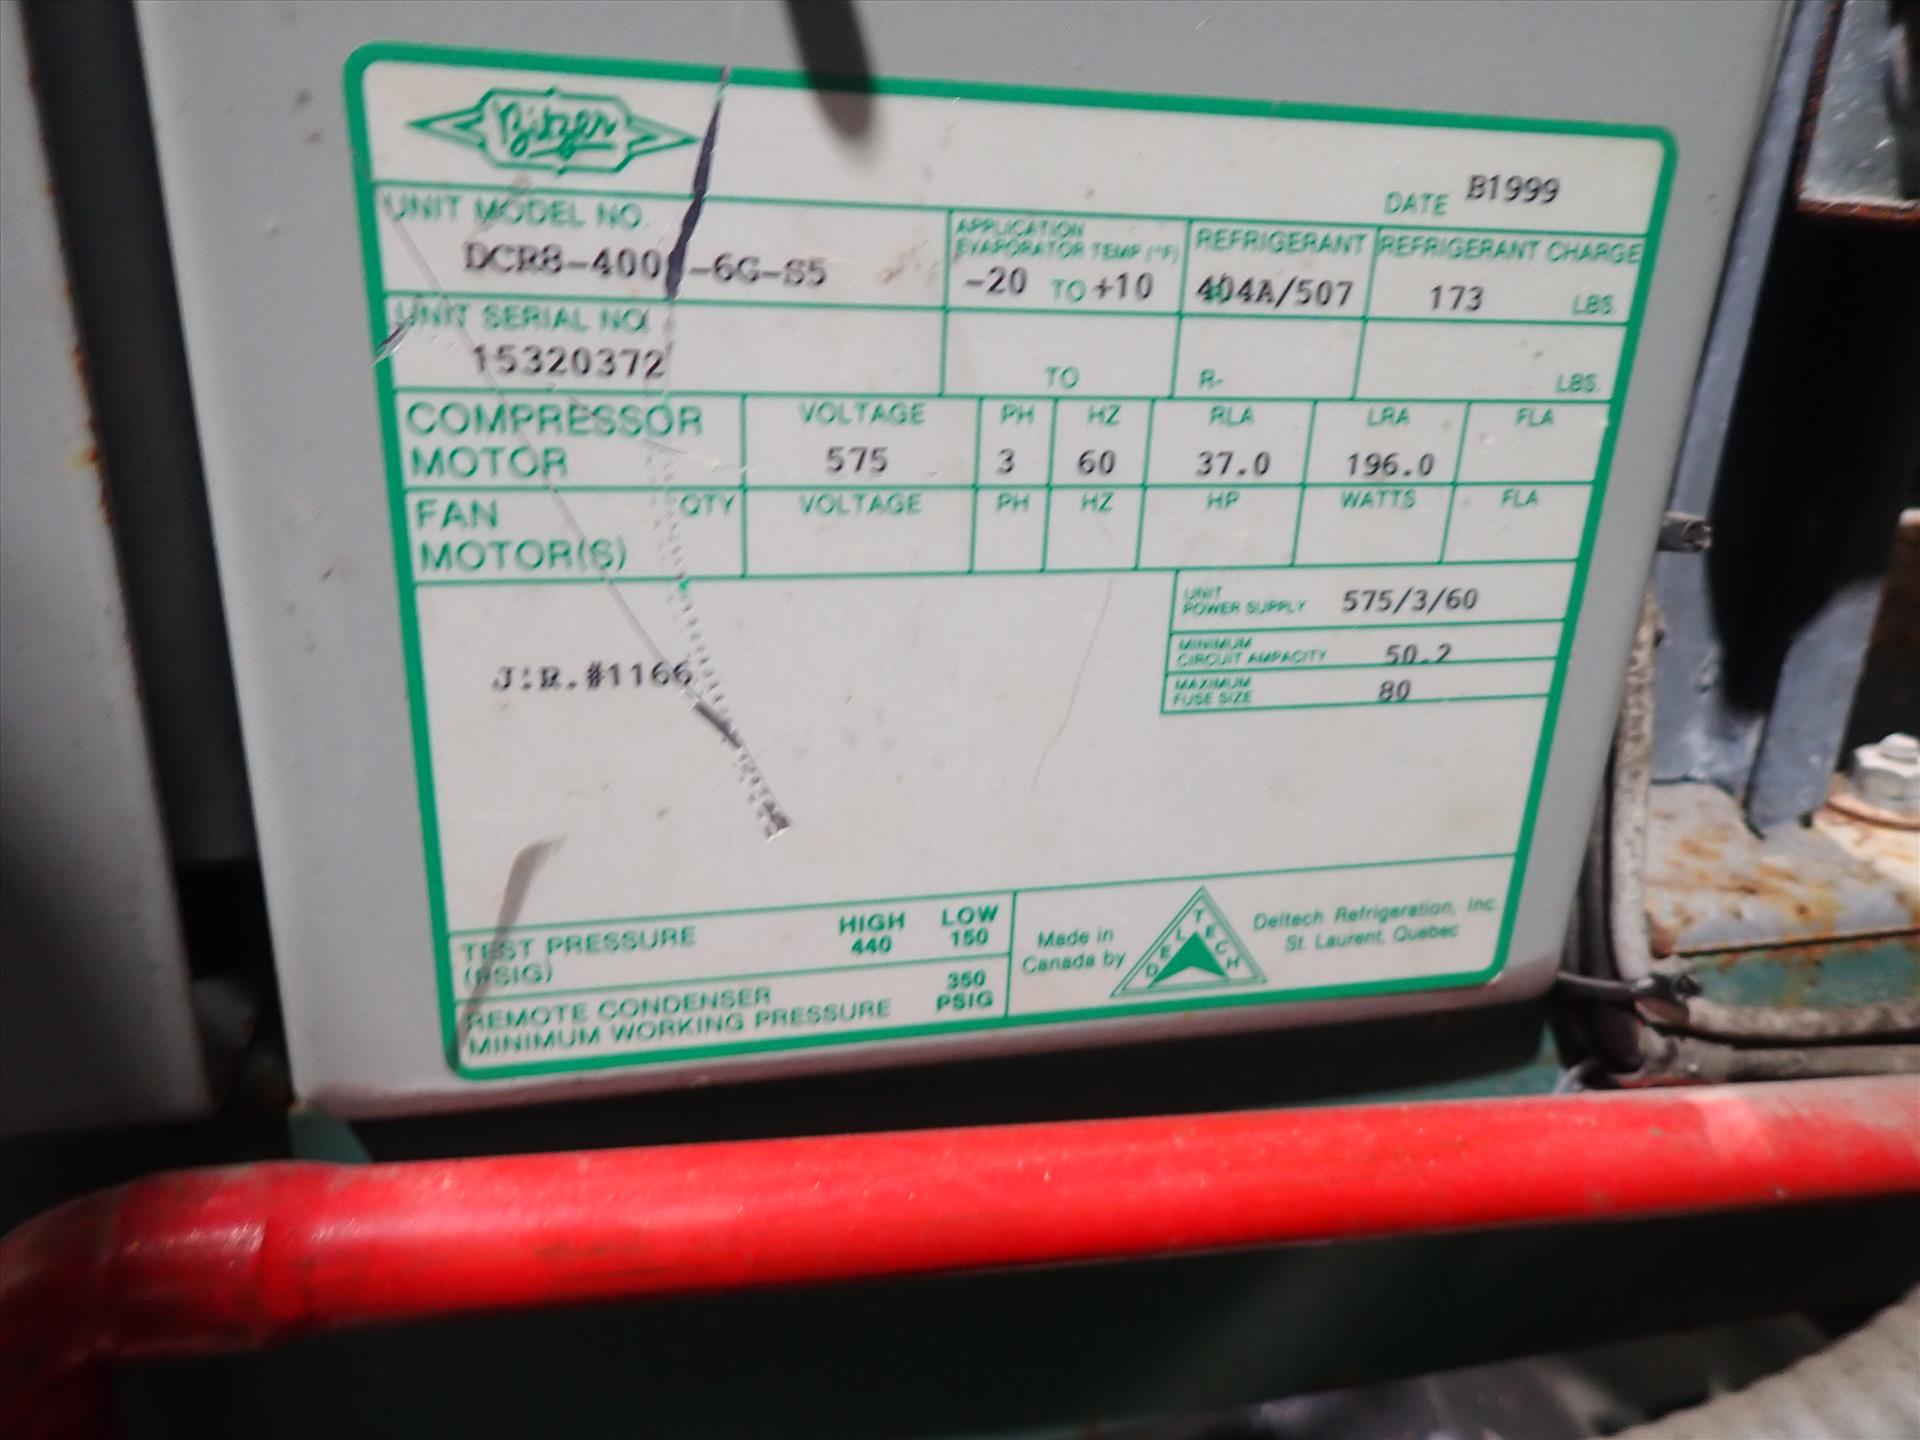 Bitzer
DATE B1999
UNIT MODEL NO.
APPLICATION
EVAPORATOR TEMP (°F)
REFRIGERANT
REFRIGERANT CHARGE
-20 TO +10
404A/507
173 LBS.
UNIT SERIAL NO.
15320372
TO
R-
LBS.
COMPRESSOR
MOTOR
VOLTAGE PH HZ RLA LRA FLA
575 3 60 37.0 196.0
FAN
MOTOR(S)
QTY VOLTAGE PH HZ HP WATTS FLA
UNIT
POWER SUPPLY 575/3/60
MINIMUM
CIRCUIT AMPACITY 50.2
MAXIMUM
FUSE SIZE 80
#1166
TEST PRESSURE
(PSIG)
HIGH LOW
440 150
REMOTE CONDENSER
MINIMUM WORKING PRESSURE
350
PSIG
Made in
Canada by
DELTECH
Deltech Refrigeration, Inc.
St. Laurent, Quebec